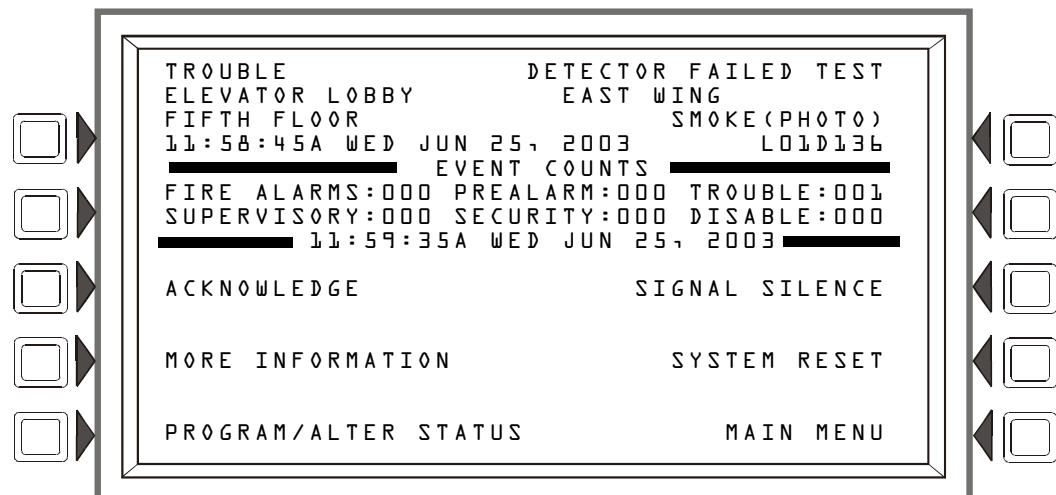 TROUBLE DETECTOR FAILED TEST
ELEVATOR LOBBY EAST WING
FIFTH FLOOR SMOKE(PHOTO)
11:58:45A WED JUN 25, 2003 L01D136
EVENT COUNTS
FIRE ALARMS:000 PREALARM:000 TROUBLE:001
SUPERVISORY:000 SECURITY:000 DISABLE:000
11:59:35A WED JUN 25, 2003
ACKNOWLEDGE SIGNAL SILENCE
MORE INFORMATION SYSTEM RESET
PROGRAM/ALTER STATUS MAIN MENU